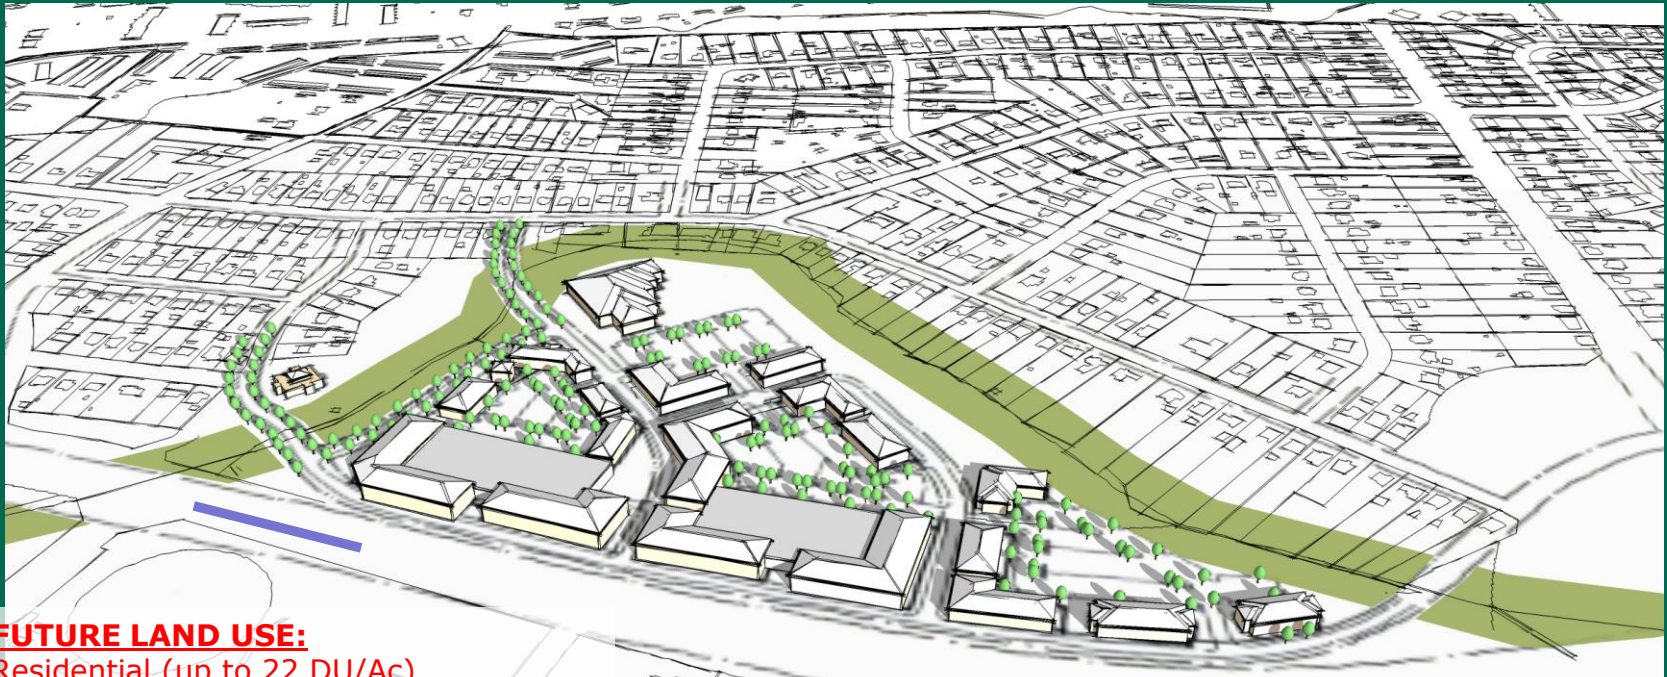 FUTURE LAND USE:
Residential (up to 22 DU/Ac)